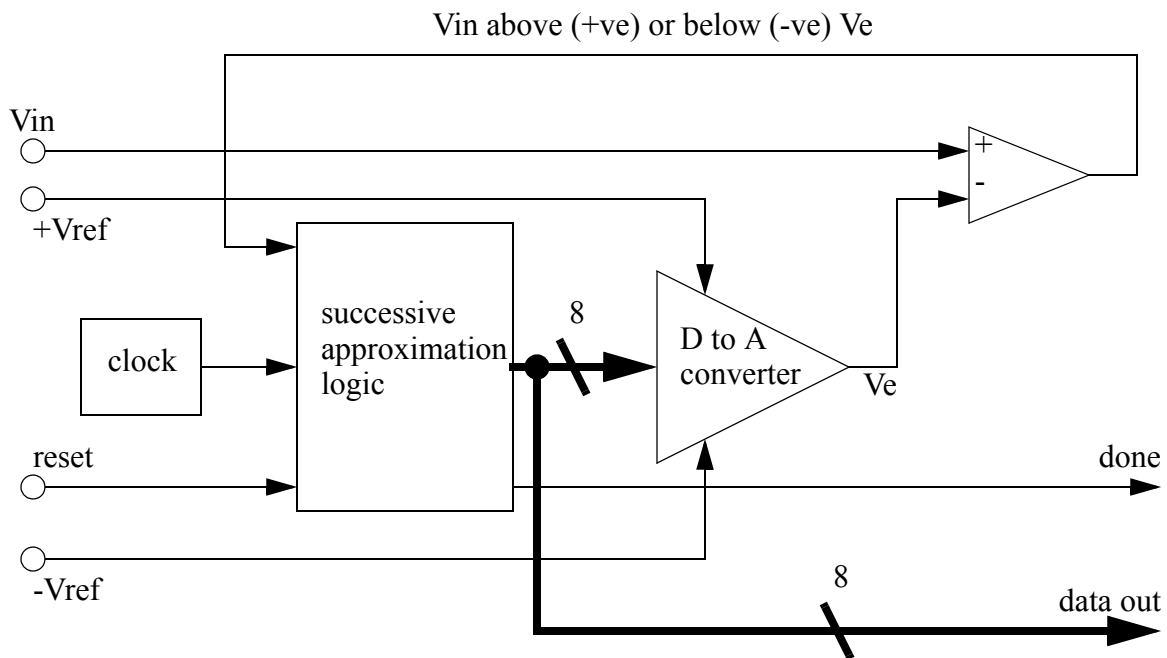 Vin above (+ve) or below (-ve) Ve
Vin
+
-
+Vref
successive
approximation
logic
8
D to A
converter
clock
Ve
reset
done
-Vref
8
data out